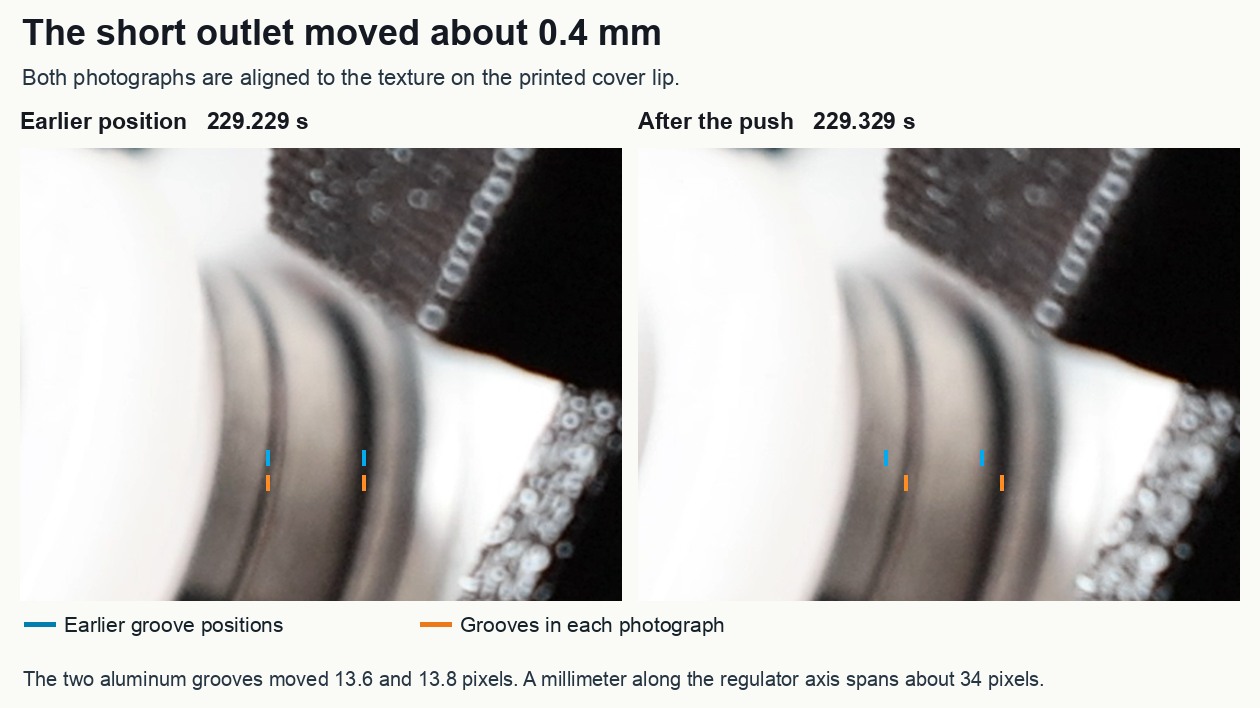 The short outlet moved about 0.4 mm
Both photographs are aligned to the texture on the printed cover lip.
Earlier position 229.229 s
After the push 229.329 s
Earlier groove positions
Grooves in each photograph
The two aluminum grooves moved 13.6 and 13.8 pixels. A millimeter along the regulator axis spans about 34 pixels.